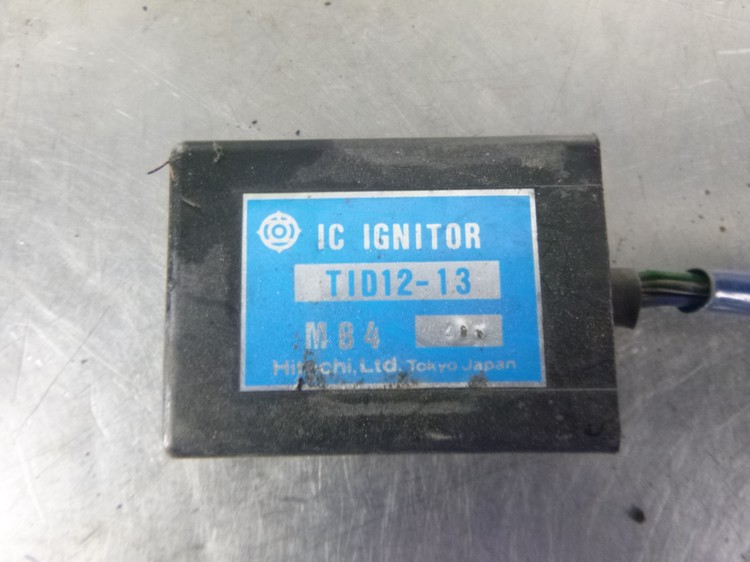 IC IGNITOR
TID12-13
MB4
Hitachi, Ltd. Tokyo Japan